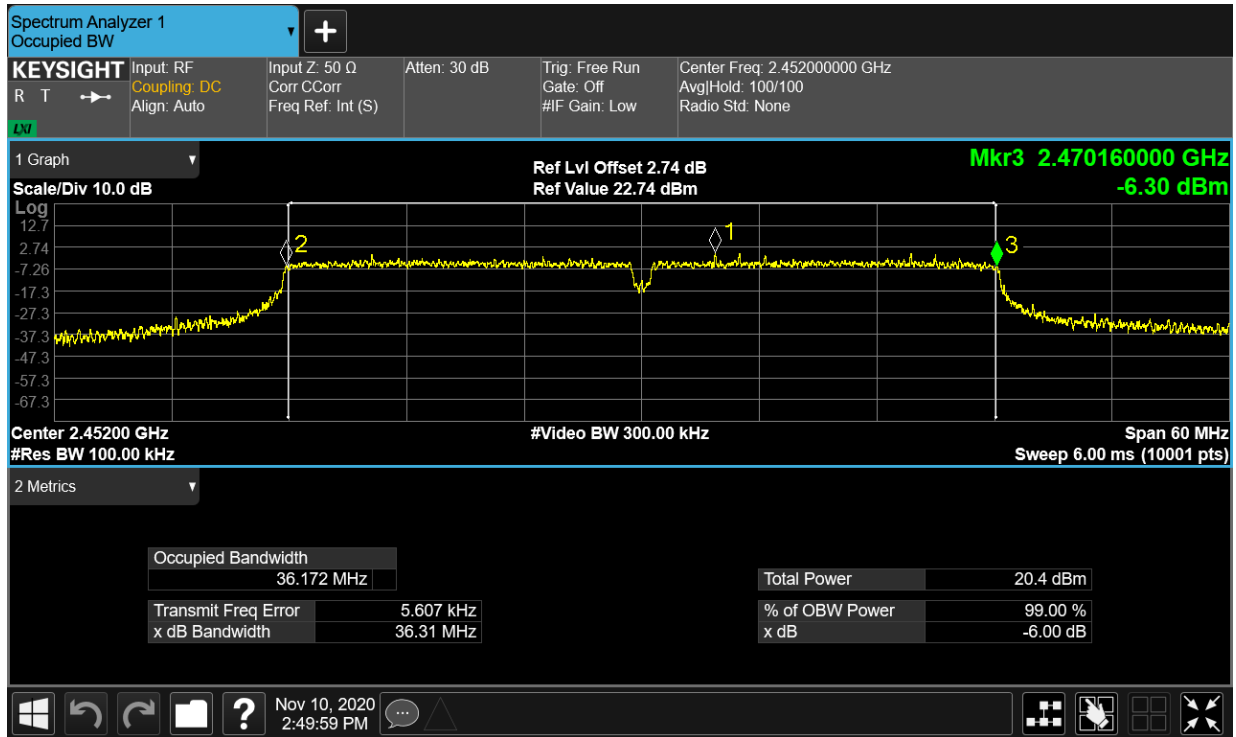 Spectrum Analyzer 1
Occupied BW
KEYSIGHT
R T
LXI
Input: RF
Coupling: DC
Align: Auto
Input Z: 50 Ω
Corr CCorr
Freq Ref: Int (S)
Atten: 30 dB
Trig: Free Run
Gate: Off
#IF Gain: Low
Center Freq: 2.452000000 GHz
Avg|Hold: 100/100
Radio Std: None
1 Graph
Scale/Div 10.0 dB
Ref Lvl Offset 2.74 dB
Ref Value 22.74 dBm
Mkr3 2.470160000 GHz
-6.30 dBm
Log
12.7
2.74
-7.26
-17.3
-27.3
-37.3
-47.3
-57.3
-67.3
2
1
3
Center 2.45200 GHz
#Video BW 300.00 kHz
Span 60 MHz
#Res BW 100.00 kHz
Sweep 6.00 ms (10001 pts)
2 Metrics
Occupied Bandwidth
36.172 MHz
Transmit Freq Error 5.607 kHz
x dB Bandwidth 36.31 MHz
Total Power 20.4 dBm
% of OBW Power 99.00 %
x dB -6.00 dB
?
Nov 10, 2020
2:49:59 PM